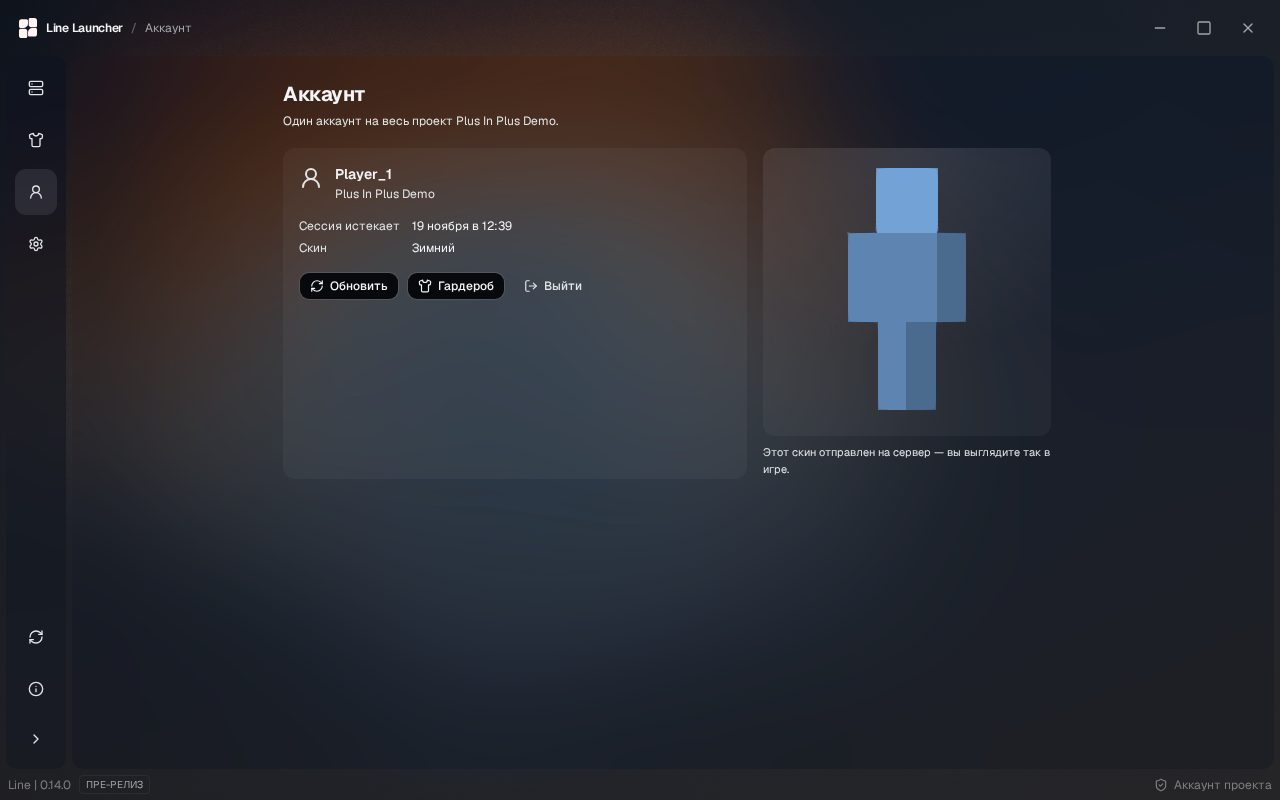 Line Launcher / Аккаунт
Аккаунт
Один аккаунт на весь проект Plus In Plus Demo.
Player_1
Plus In Plus Demo
Сессия истекает 19 ноября в 12:39
Скин Зимний
Обновить Гардероб Выйти
Этот скин отправлен на сервер — вы выглядите так в
игре.
Line | 0.14.0 ПРЕ-РЕЛИЗ Аккаунт проекта